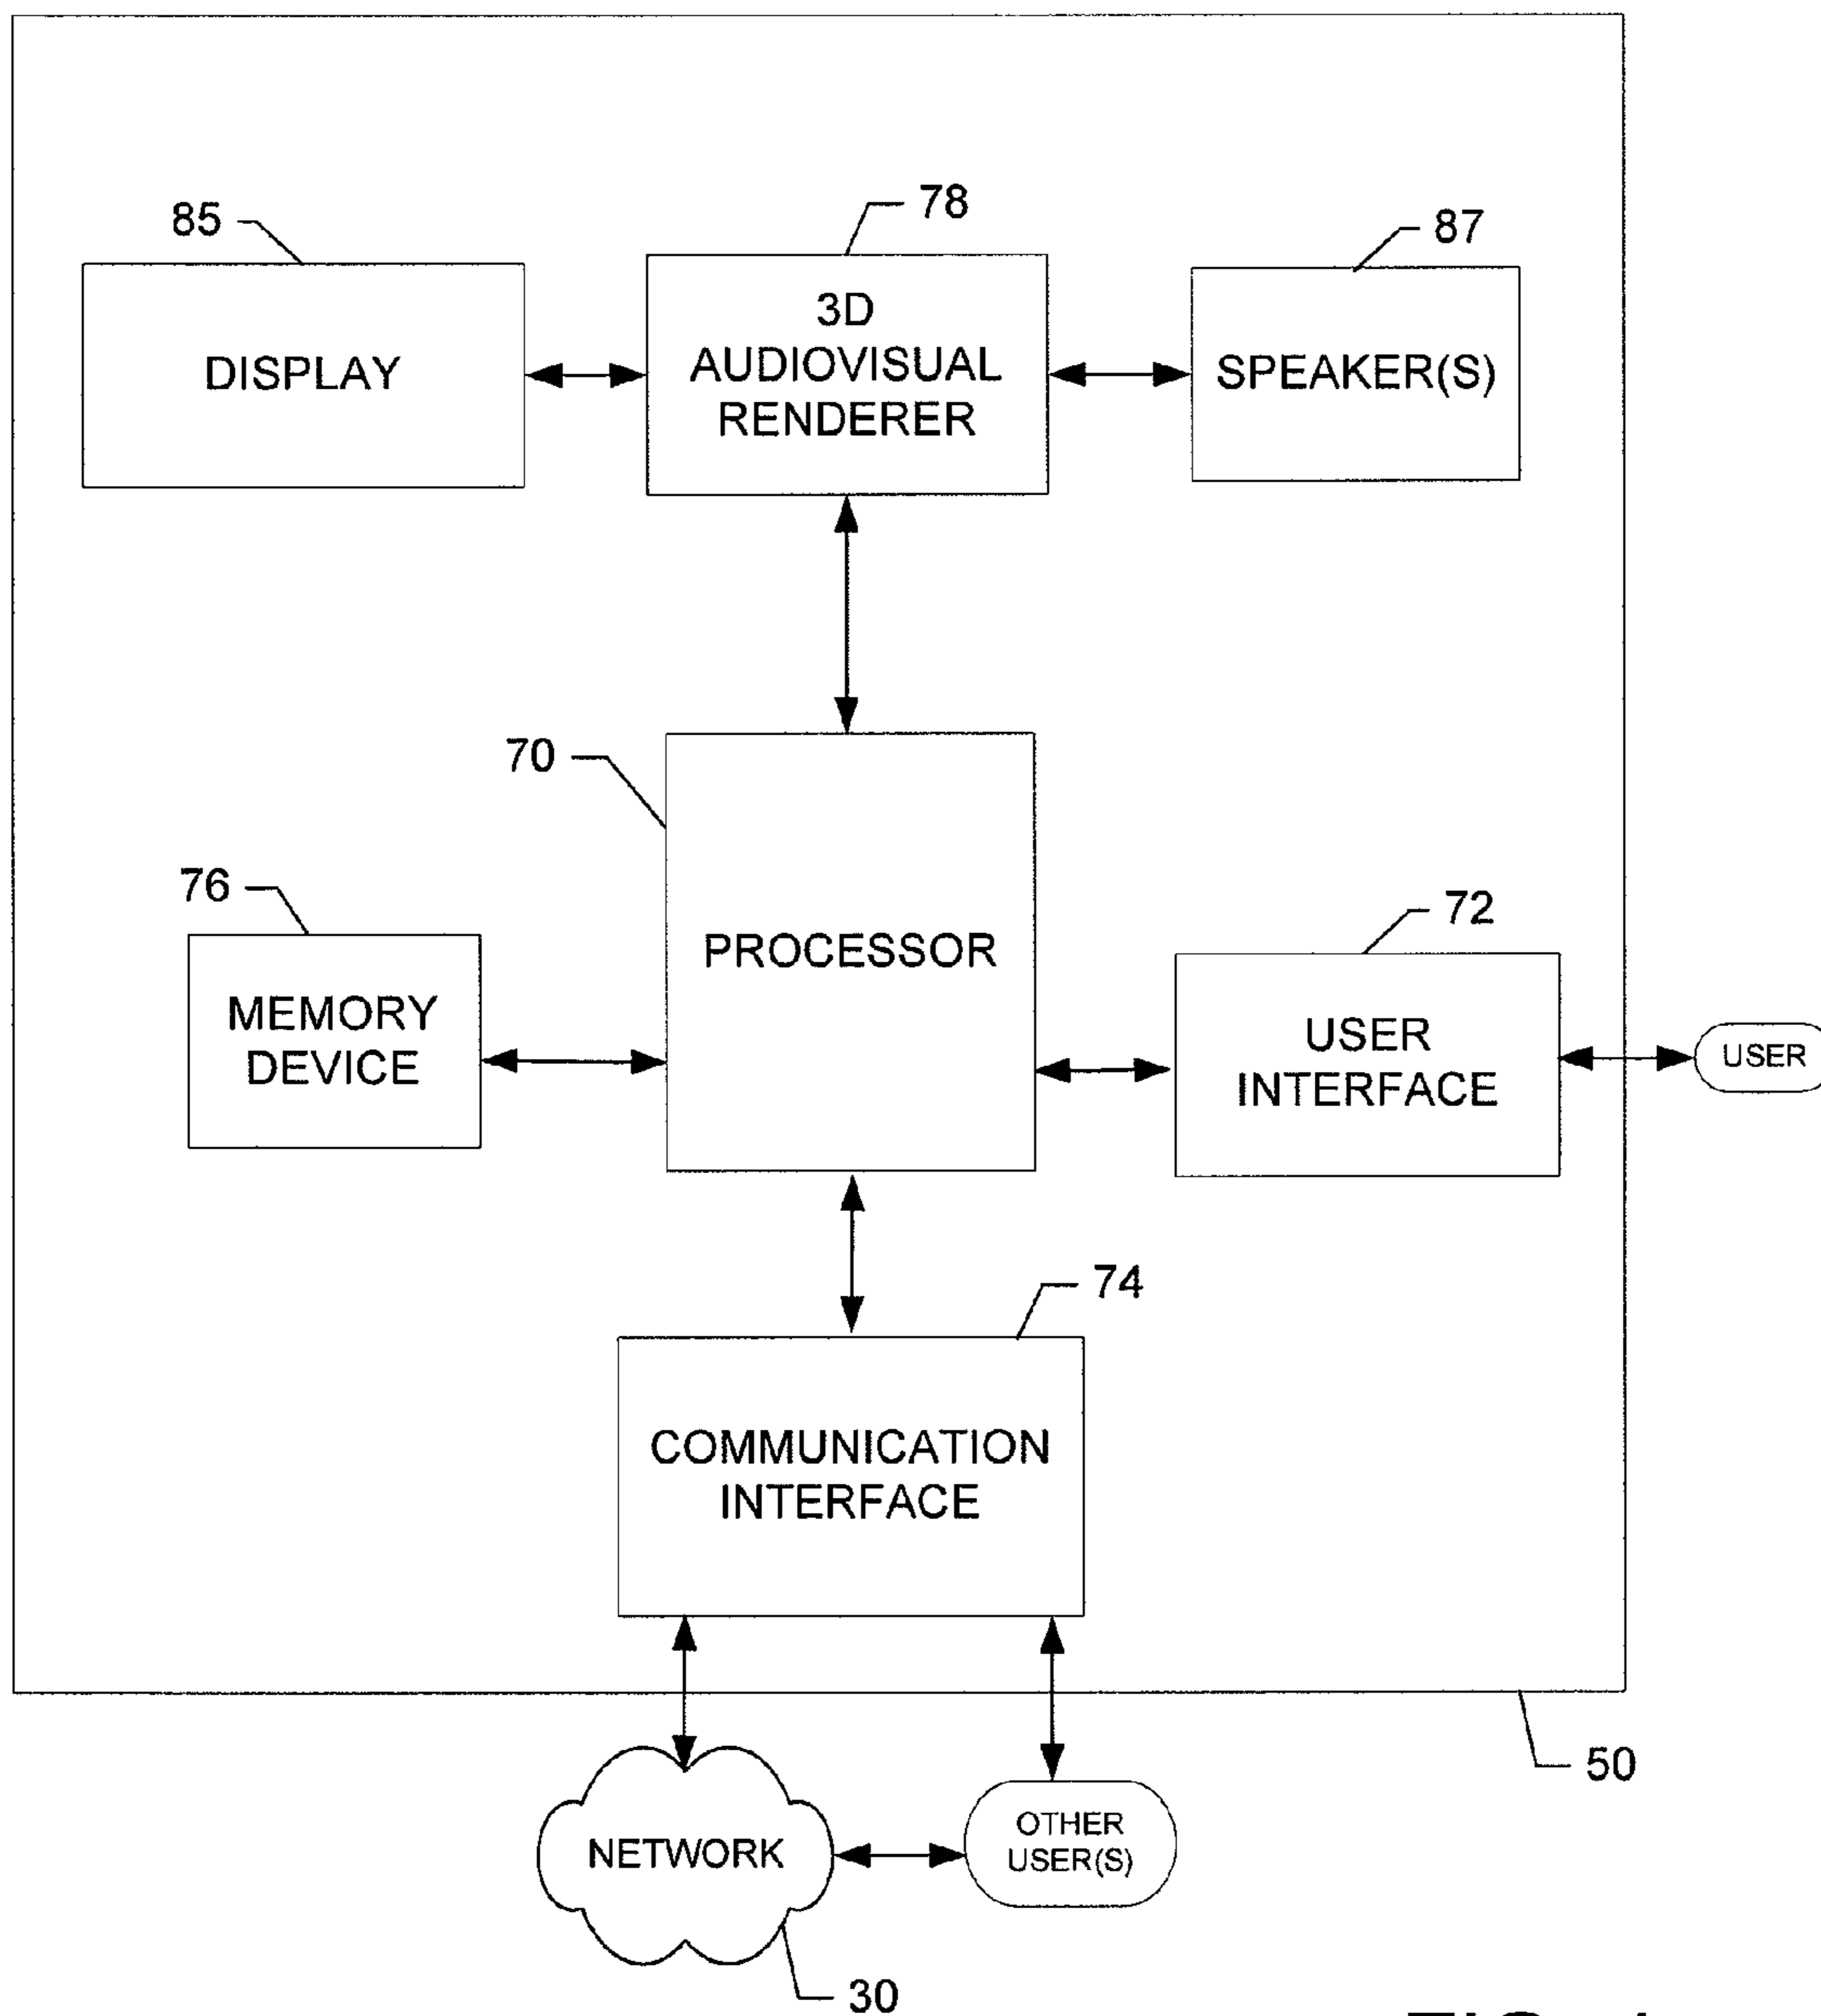 85
78
87
DISPLAY
3D
AUDIOVISUAL
RENDERER
SPEAKER(S)
70
76
72
PROCESSOR
MEMORY
DEVICE
USER
INTERFACE
USER
74
COMMUNICATION
INTERFACE
50
NETWORK
OTHER
USER(S)
30